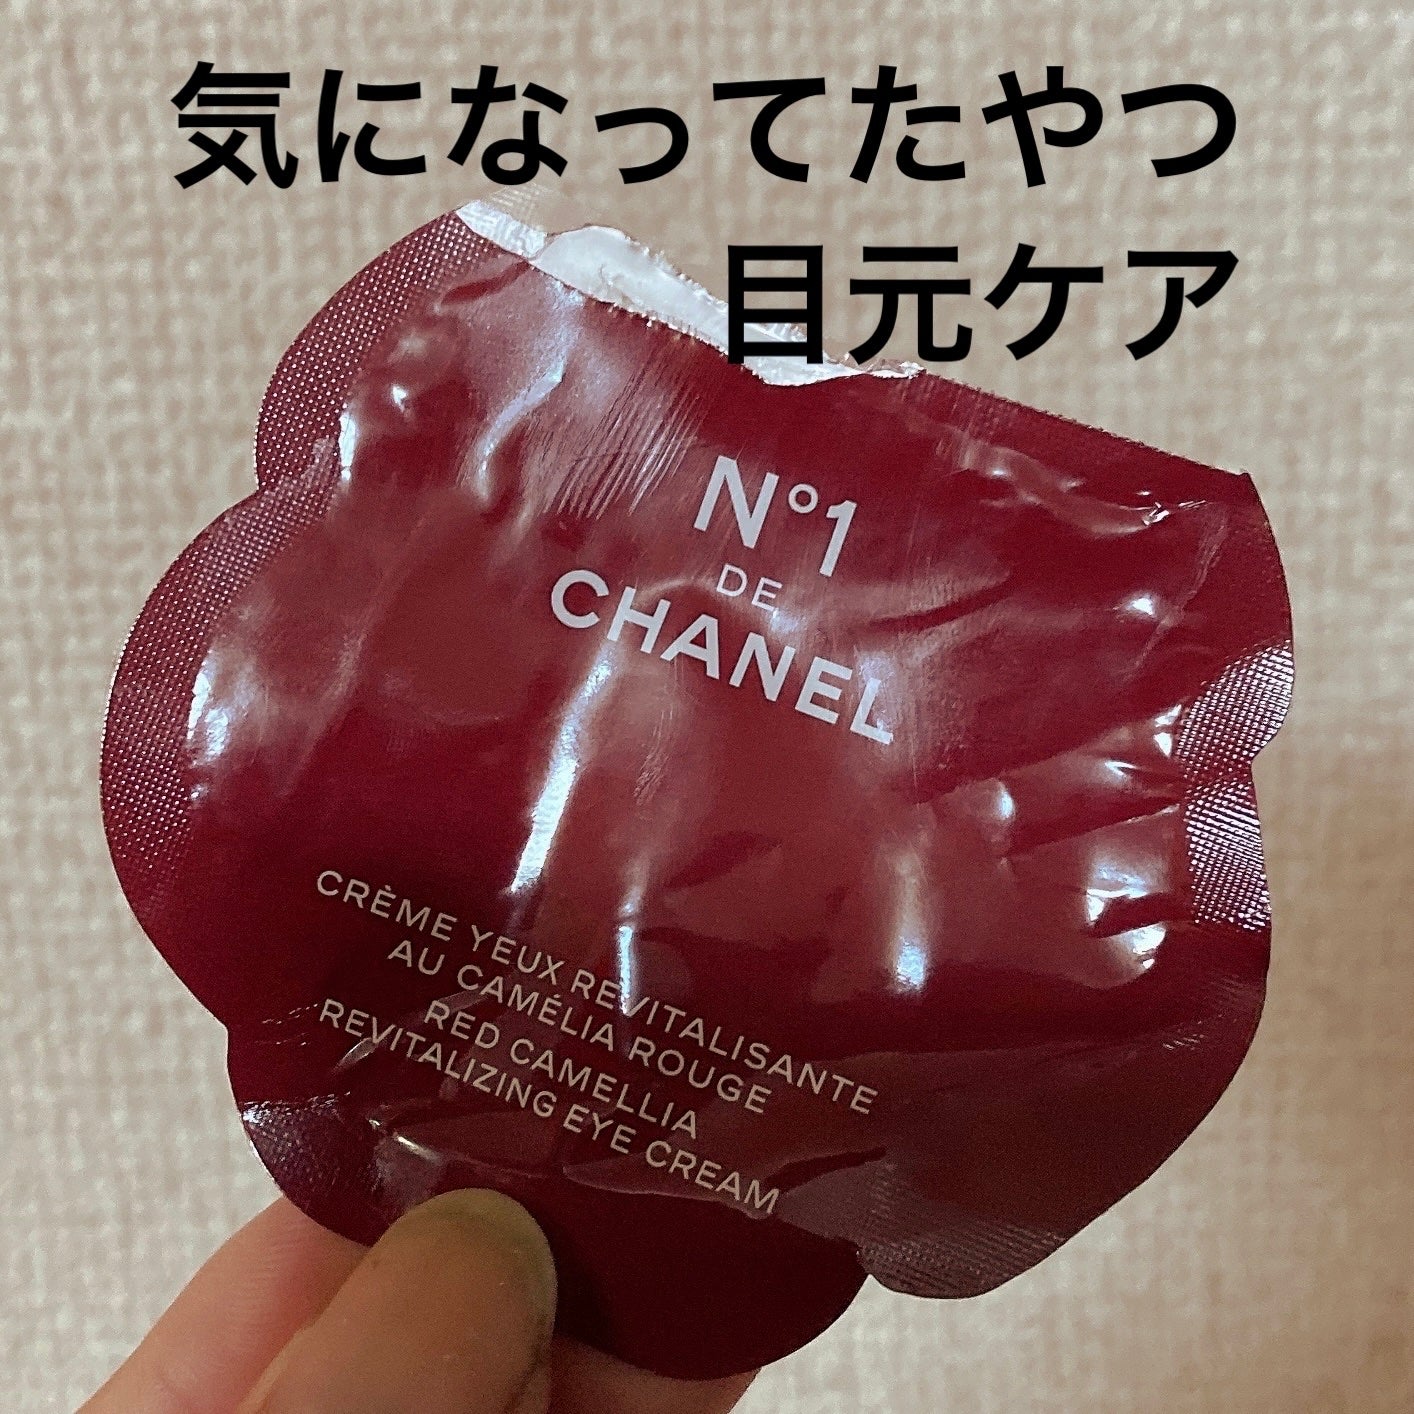 気になってたやつ
目元ケア
N°1
DE
CHANEL
CRÈME YEUX REVITALISANTE
AU CAMÉLIA ROUGE
RED CAMELLIA
REVITALIZING EYE CREAM